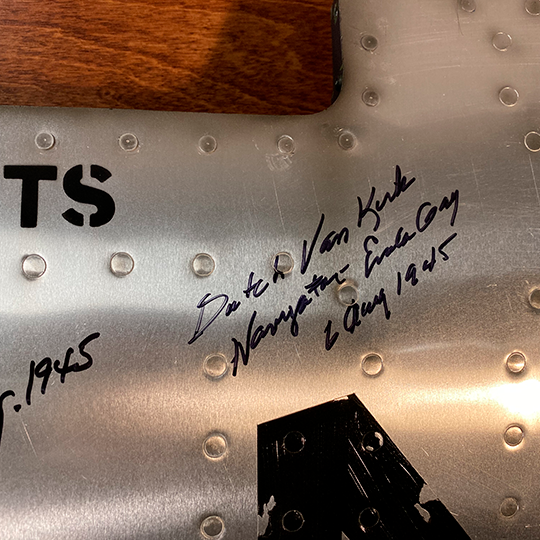 TS
Dutch Van Kirk
Navigator - Enola Gay
6 Aug 1945
g. 1945